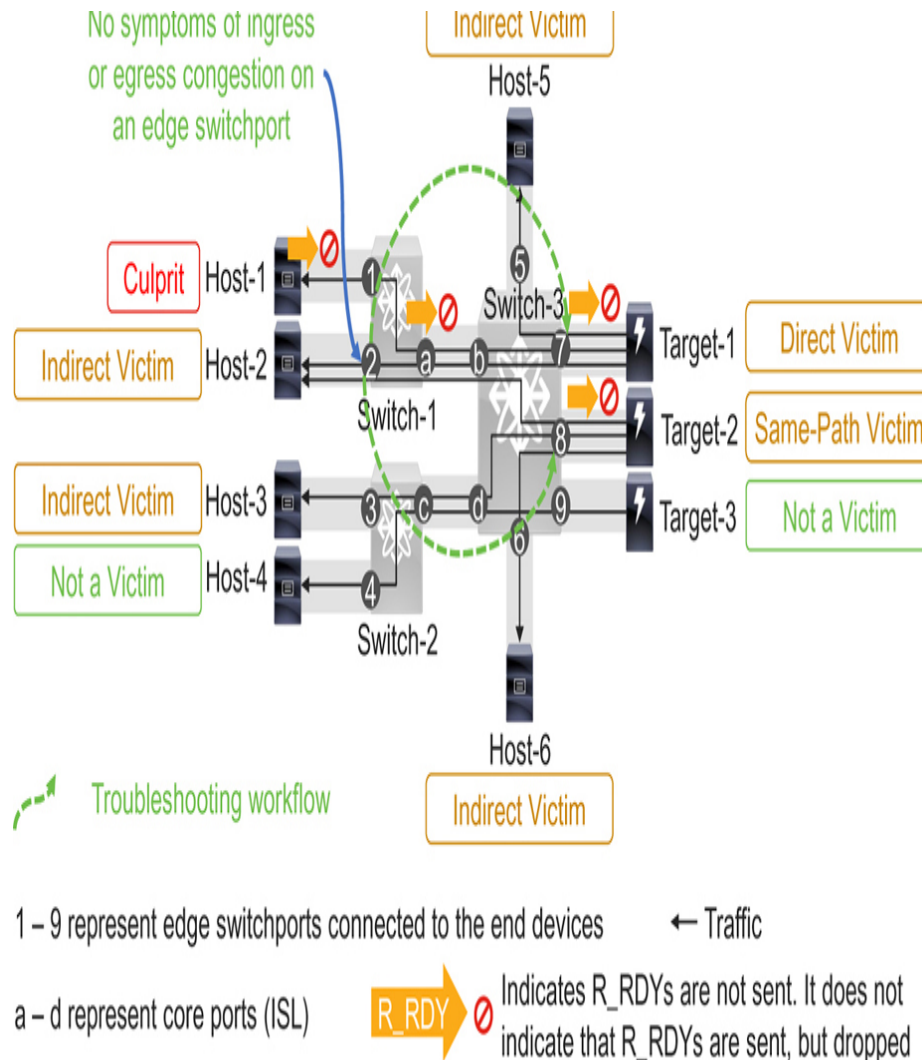 No symptoms of ingress
or egress congestion on
an edge switchport
Indirect Victim
Host-5
Culprit
Host-1
1
5
Switch-3
Indirect Victim
Host-2
2
a
b
7
Target-1
Direct Victim
Switch-1
8
Target-2
Same-Path Victim
Indirect Victim
Host-3
3
c
d
9
Target-3
Not a Victim
6
Not a Victim
Host-4
4
Switch-2
Host-6
Indirect Victim
Troubleshooting workflow
1 – 9 represent edge switchports connected to the end devices
Traffic
a – d represent core ports (ISL)
R_RDY
Indicates R_RDYs are not sent. It does not
indicate that R_RDYs are sent, but dropped